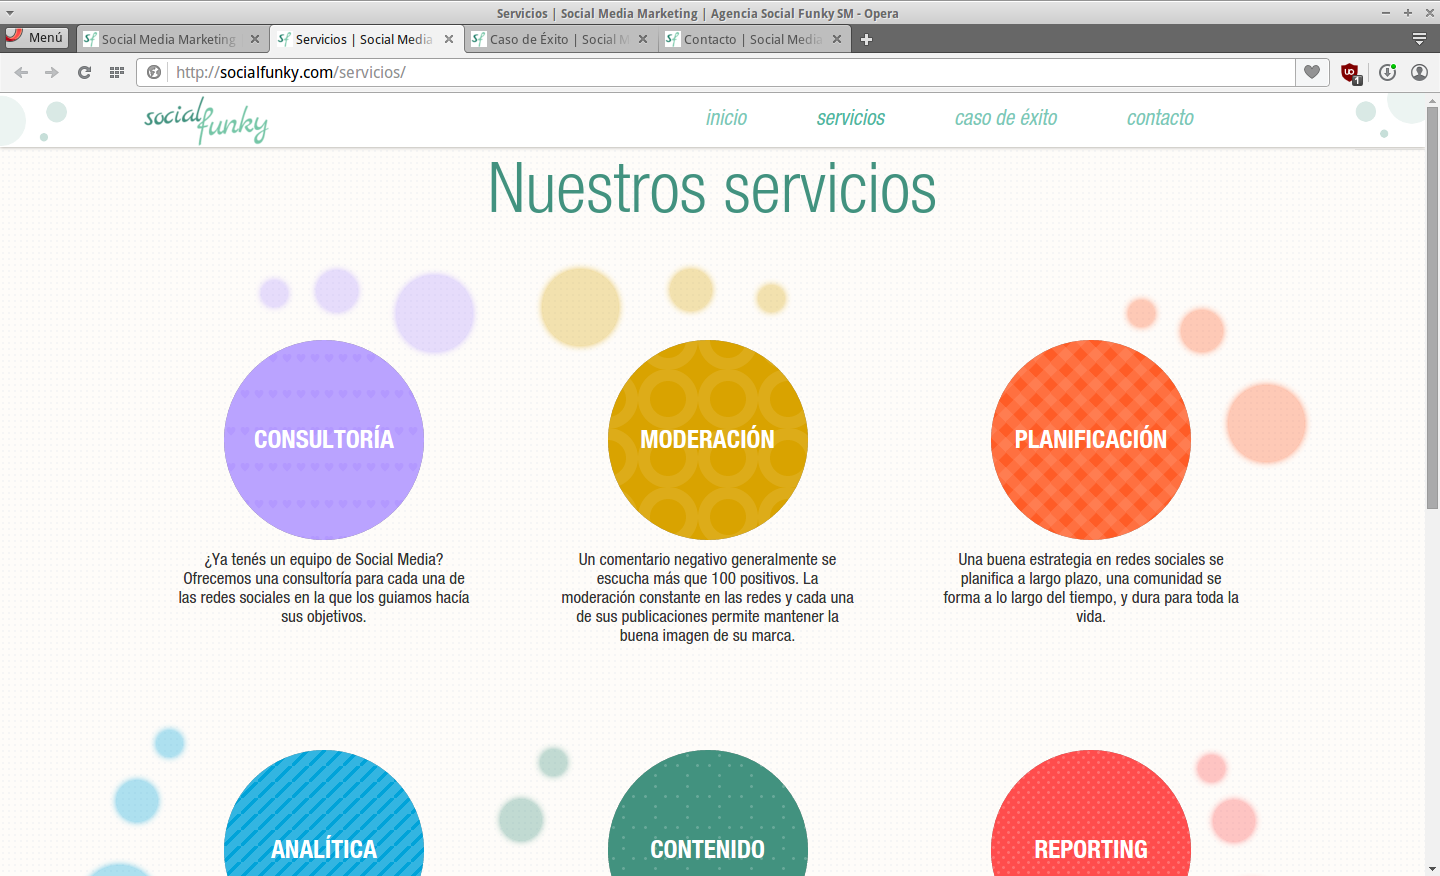 Servicios | Social Media Marketing | Agencia Social Funky SM - Opera
Menú
Social Media Marketing
Servicios | Social Media
Caso de Éxito | Social M
Contacto | Social Media
http://socialfunky.com/servicios/
1
socialfunky
inicio
servicios
caso de éxito
contacto
Nuestros servicios
CONSULTORÍA
¿Ya tenés un equipo de Social Media?
Ofrecemos una consultoría para cada una de
las redes sociales en la que los guiamos hacía
sus objetivos.
MODERACIÓN
Un comentario negativo generalmente se
escucha más que 100 positivos. La
moderación constante en las redes y cada una
de sus publicaciones permite mantener la
buena imagen de su marca.
PLANIFICACIÓN
Una buena estrategia en redes sociales se
planifica a largo plazo, una comunidad se
forma a lo largo del tiempo, y dura para toda la
vida.
ANALÍTICA
CONTENIDO
REPORTING